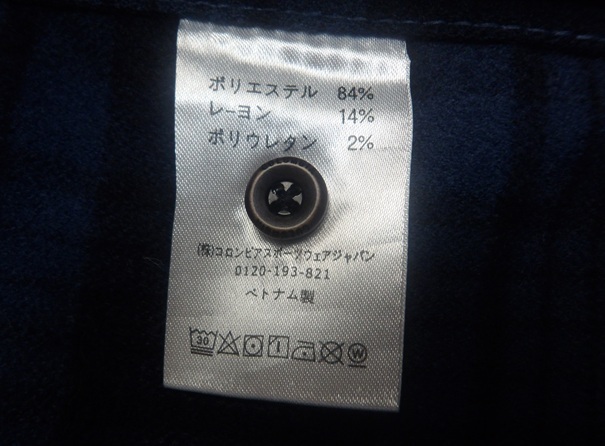 ポリエステル 84%
レーヨン 14%
ポリウレタン 2%
(株)コロンビアスポーツウェアジャパン
0120-193-821
ベトナム製
30 W